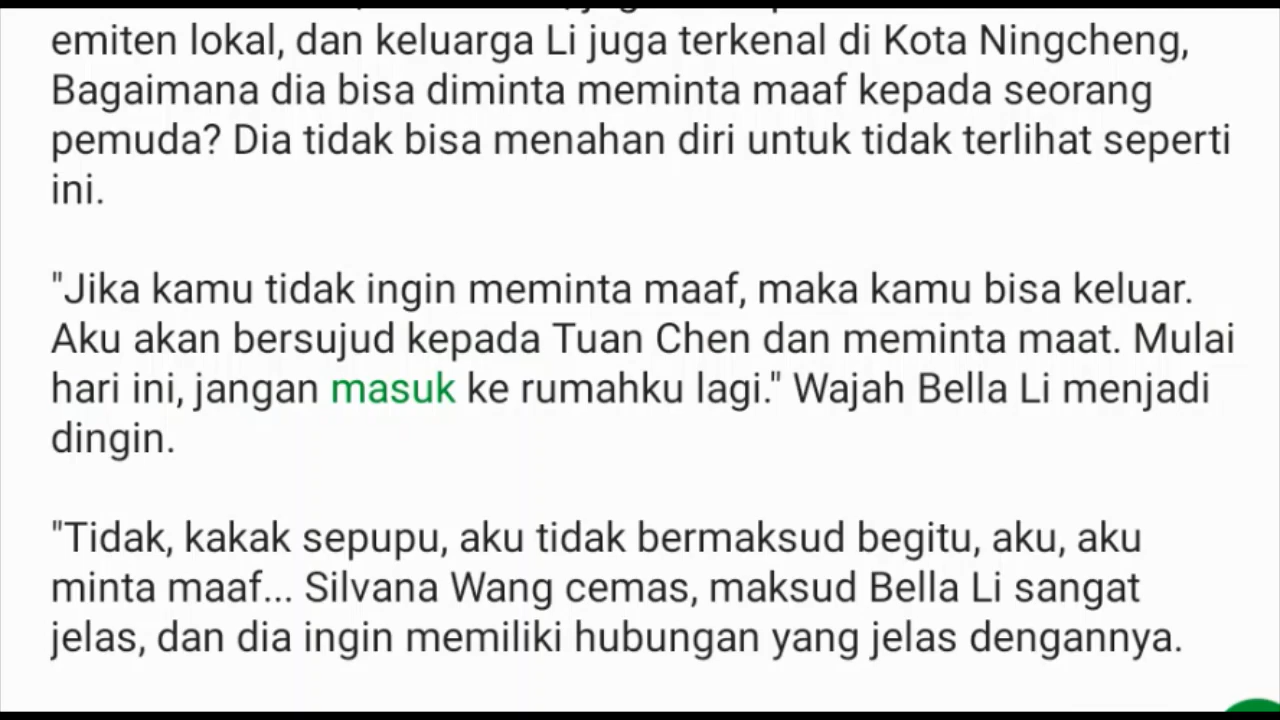 emiten lokal, dan keluarga Li juga terkenal di Kota Ningcheng,
Bagaimana dia bisa diminta meminta maaf kepada seorang
pemuda? Dia tidak bisa menahan diri untuk tidak terlihat seperti
ini.
"Jika kamu tidak ingin meminta maaf, maka kamu bisa keluar.
Aku akan bersujud kepada Tuan Chen dan meminta maat. Mulai
hari ini, jangan masuk ke rumahku lagi." Wajah Bella Li menjadi
dingin.
"Tidak, kakak sepupu, aku tidak bermaksud begitu, aku, aku
minta maaf... Silvana Wang cemas, maksud Bella Li sangat
jelas, dan dia ingin memiliki hubungan yang jelas dengannya.